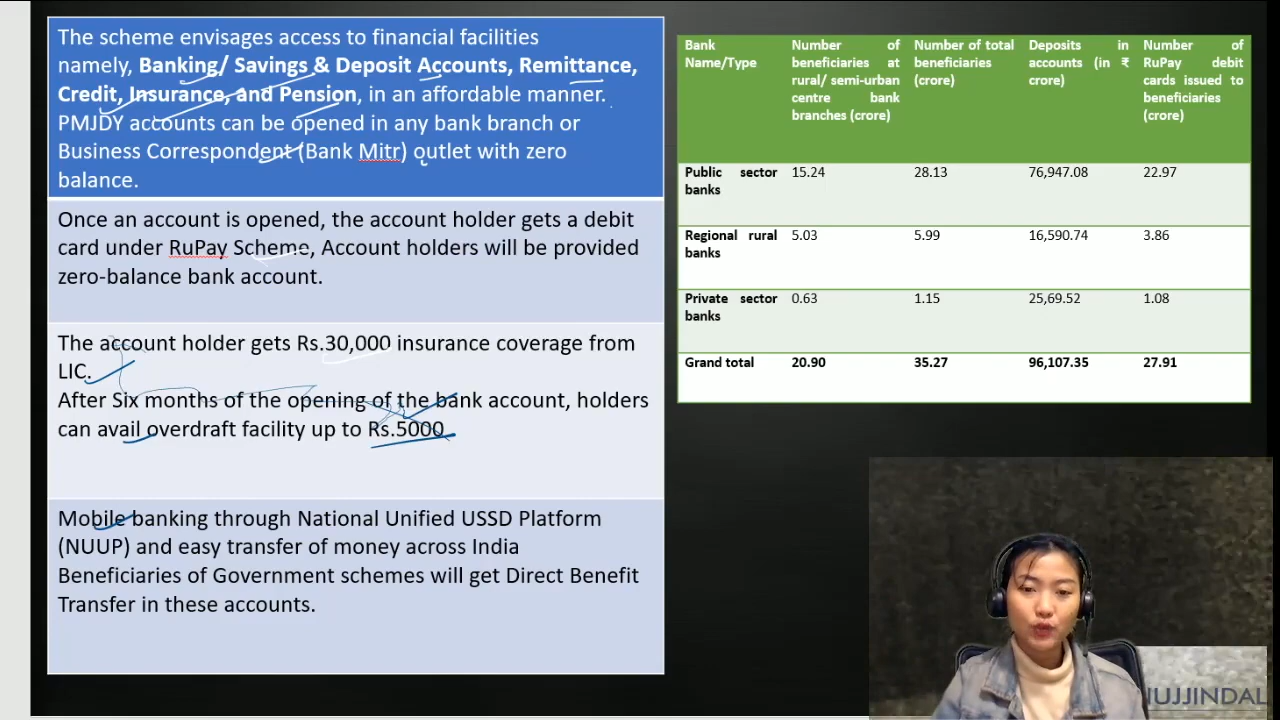 The scheme envisages access to financial facilities
namely, Banking/ Savings & Deposit Accounts, Remittance,
Credit, Insurance, and Pension, in an affordable manner.
PMJDY accounts can be opened in any bank branch or
Business Correspondent (Bank Mitr) outlet with zero
balance.
Once an account is opened, the account holder gets a debit
card under RuPay Scheme, Account holders will be provided
zero-balance bank account.
The account holder gets Rs.30,000 insurance coverage from
LIC.
After Six months of the opening of the bank account, holders
can avail overdraft facility up to Rs.5000
Mobile banking through National Unified USSD Platform
(NUUP) and easy transfer of money across India
Beneficiaries of Government schemes will get Direct Benefit
Transfer in these accounts.
Bank Name/Type
Number of beneficiaries at rural/ semi-urban centre bank branches (crore)
Number of total beneficiaries (crore)
Deposits in accounts (in ₹ crore)
Number of RuPay debit cards issued to beneficiaries (crore)
Public sector banks 15.24 28.13 76,947.08 22.97
Regional rural banks 5.03 5.99 16,590.74 3.86
Private sector banks 0.63 1.15 25,69.52 1.08
Grand total 20.90 35.27 96,107.35 27.91
IUJJINDAL